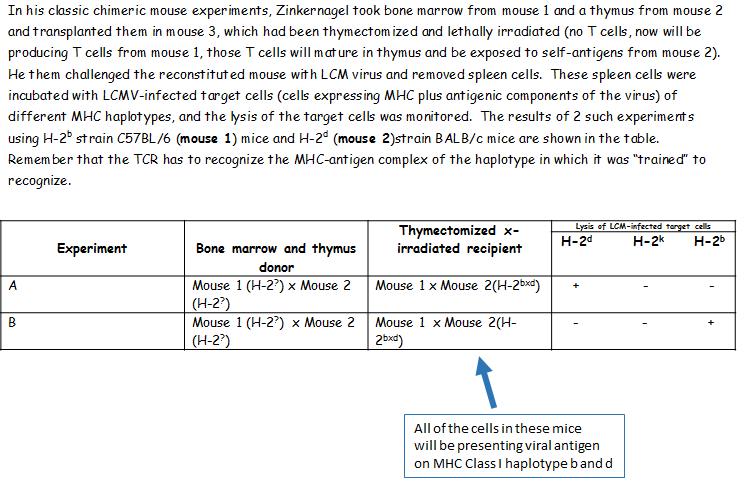 In his classic chimeric mouse experiments, Zinkernagel took bone marrow from mouse 1 and a thymus from mouse 2
and transplanted them in mouse 3, which had been thymectomized and lethally irradiated (no T cells, now will be
producing T cells from mouse 1, those T cells will mature in thymus and be exposed to self-antigens from mouse 2).
He them challenged the reconstituted mouse with LCM virus and removed spleen cells. These spleen cells were
incubated with LCMV-infected target cells (cells expressing MHC plus antigenic components of the virus) of
different MHC haplotypes, and the lysis of the target cells was monitored. The results of 2 such experiments
using H-2ᵇ strain C57BL/6 (mouse 1) mice and H-2ᵈ (mouse 2)strain BALB/c mice are shown in the table.
Remember that the TCR has to recognize the MHC-antigen complex of the haplotype in which it was "trained" to
recognize.
Experiment
Bone marrow and thymus
donor
Thymectomized x-
irradiated recipient
Lysis of LCM-infected target cells
H-2ᵈ H-2ᵏ H-2ᵇ
A
Mouse 1 (H-2?) x Mouse 2
(H-2?)
Mouse 1 x Mouse 2(H-2ᵇˣᵈ)
+ - -
B
Mouse 1 (H-2?) x Mouse 2
(H-2?)
Mouse 1 x Mouse 2(H-
2ᵇˣᵈ)
- - +
All of the cells in these mice
will be presenting viral antigen
on MHC Class I haplotype b and d